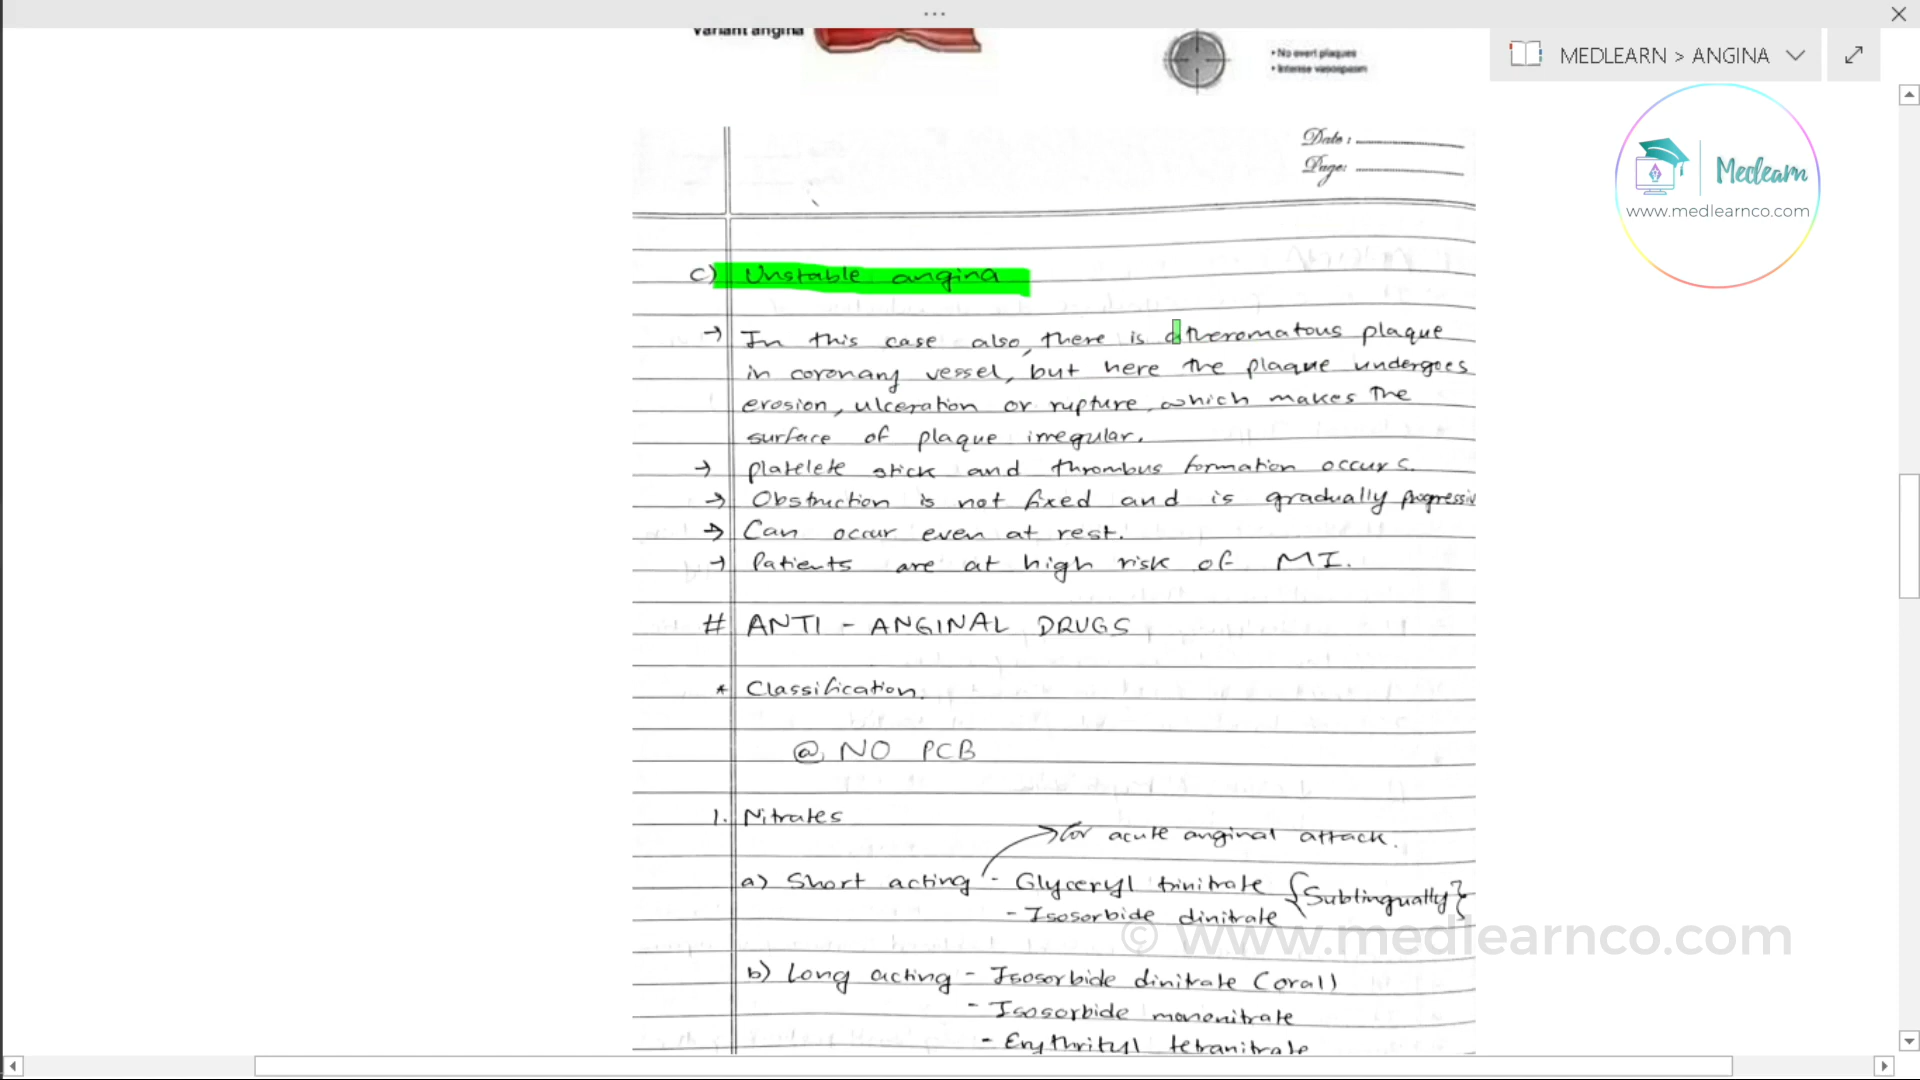 ...
Variant angina
• No overt plaques
• Intense vasospasm
MEDLEARN > ANGINA
Medlearn
www.medlearnco.com
Date :
Page:
c) Unstable angina
→ In this case also, there is atheromatous plaque
in coronary vessel, but here the plaque undergoes
erosion, ulceration or rupture, which makes the
surface of plaque irregular.
→ Platelete stick and thrombus formation occurs.
→ Obstruction is not fixed and is gradually progressiv
→ Can occur even at rest.
→ Patients are at high risk of MI.
# ANTI - ANGINAL DRUGS
* Classification.
@ NO PCB
1. Nitrates
→ for acute anginal attack.
a) Short acting - Glyceryl trinitrate {Sublingually}
- Isosorbide dinitrate
© www.medlearnco.com
b) Long acting - Isosorbide dinitrate (oral)
- Isosorbide mononitrate
- Erythrityl tetranitrate